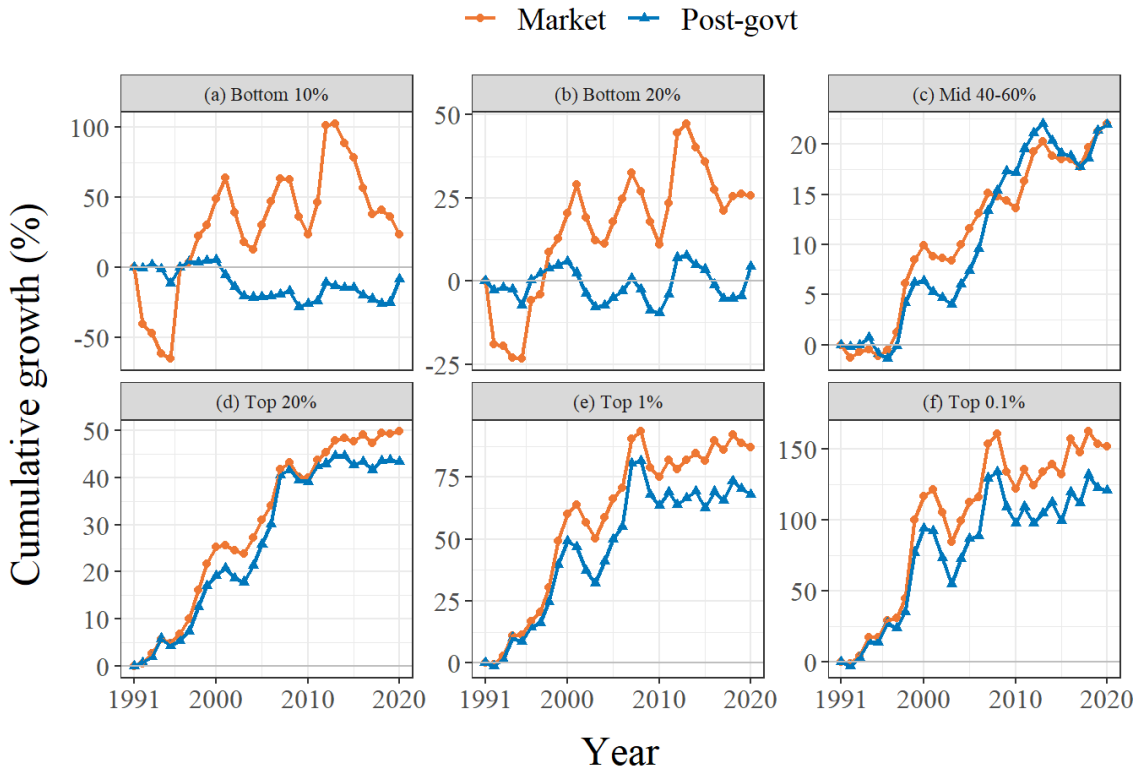 Market Post-govt
(a) Bottom 10%
(b) Bottom 20%
(c) Mid 40-60%
100
50
0
-50
50
25
0
-25
20
15
10
5
0
(d) Top 20%
(e) Top 1%
(f) Top 0.1%
50
40
30
20
10
0
75
50
25
0
150
100
50
0
1991 2000 2010 2020
1991 2000 2010 2020
1991 2000 2010 2020
Cumulative growth (%)
Year